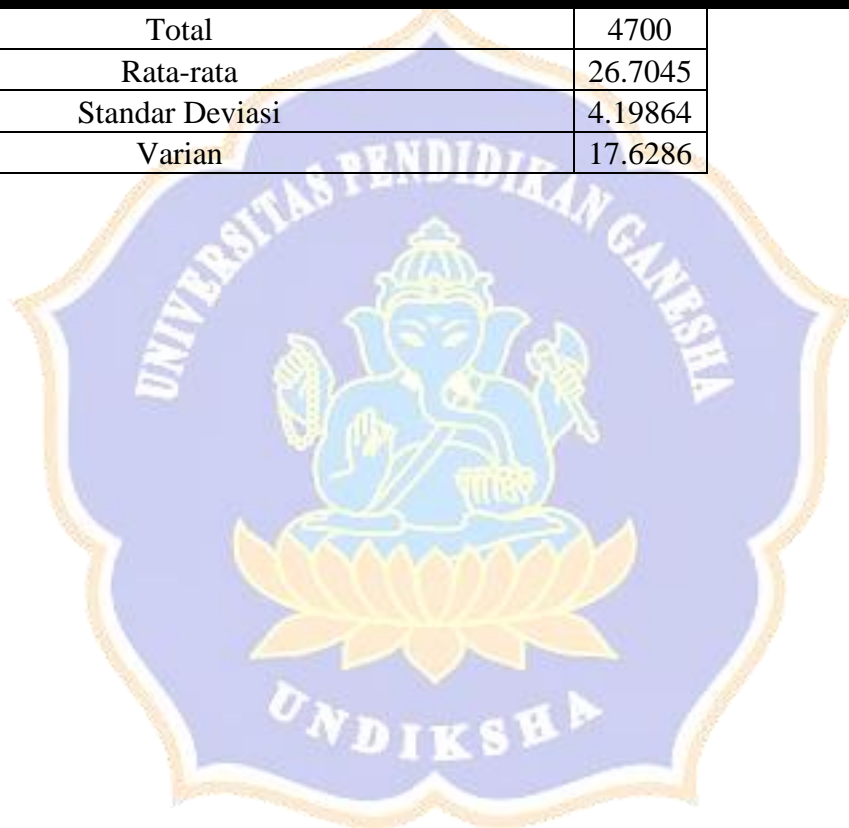 Total 4700
Rata-rata 26.7045
Standar Deviasi 4.19864
Varian 17.6286
UNIVERSITAS PENDIDIKAN GANESHA
UNDIKSHA